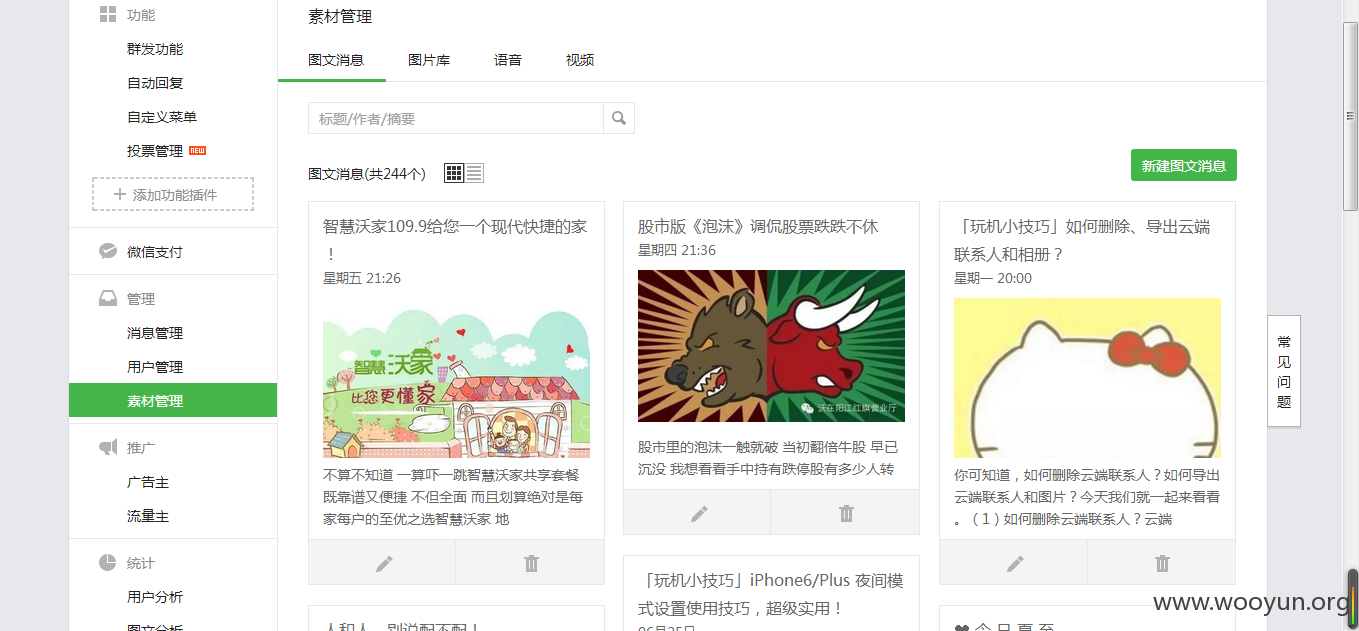 功能
群发功能
自动回复
自定义菜单
投票管理 NEW
添加功能插件
微信支付
管理
消息管理
用户管理
素材管理
推广
广告主
流量主
统计
用户分析
图文分析
素材管理
图文消息 图片库 语音 视频
标题/作者/摘要
图文消息(共244个)
新建图文消息
智慧沃家109.9给您一个现代快捷的家
！
星期五 21:26
智慧沃家
比您更懂家
不算不知道 一算吓一跳智慧沃家共享套餐
既靠谱又便捷 不但全面 而且划算绝对是每
家每户的至优之选智慧沃家 地
股市版《泡沫》调侃股票跌跌不休
星期四 21:36
沃在阳江红旗营业厅
股市里的泡沫一触就破 当初翻倍牛股 早已
沉没 我想看看手中持有跌停股有多少人转
「玩机小技巧」如何删除、导出云端
联系人和相册？
星期一 20:00
你可知道，如何删除云端联系人？如何导出
云端联系人和图片？今天我们就一起来看看
。（1）如何删除云端联系人？云端
人和人，别说配不配！
「玩机小技巧」iPhone6/Plus 夜间模
式设置使用技巧，超级实用！
06月25日
❤今日夏至
常见问题
www.wooyun.org